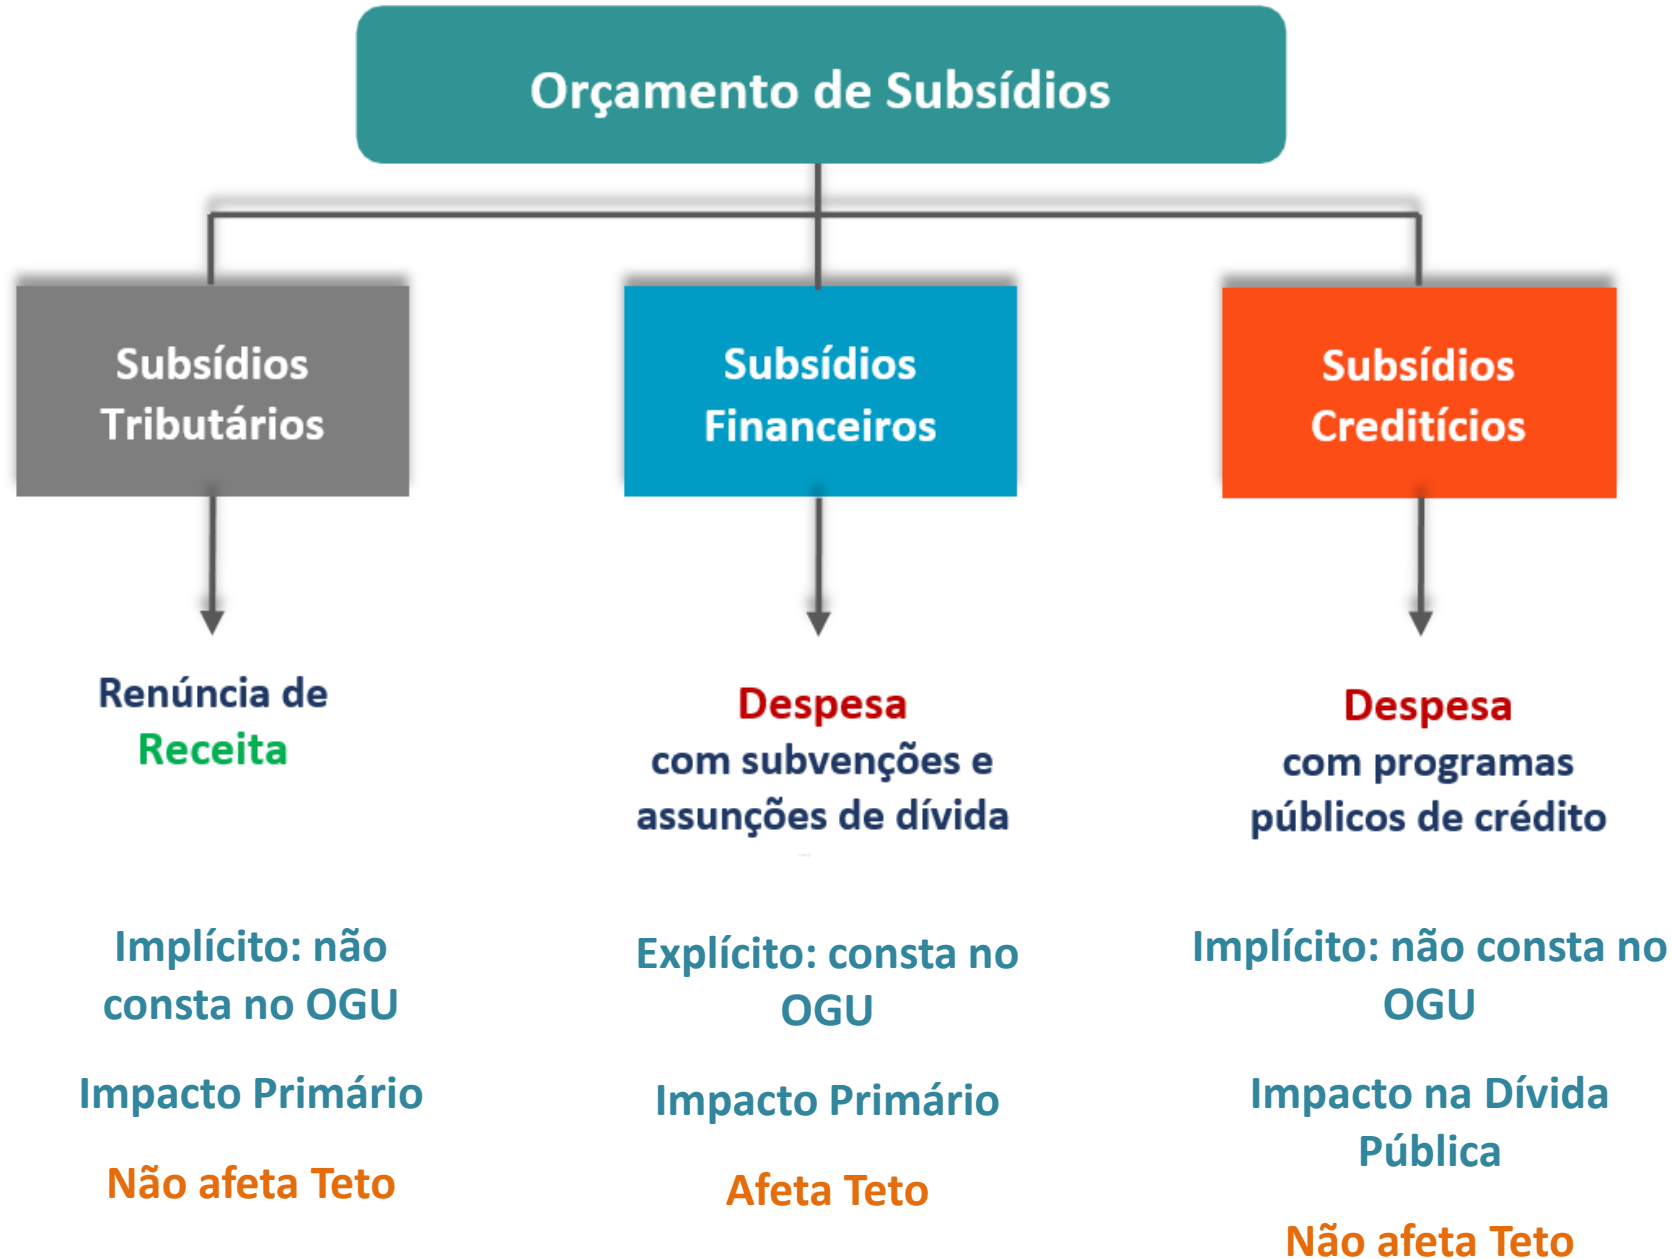 Orçamento de Subsídios
Subsídios
Tributários
Subsídios
Financeiros
Subsídios
Creditícios
Renúncia de
Receita
Despesa
com subvenções e
assunções de dívida
Despesa
com programas
públicos de crédito
Implícito: não
consta no OGU
Impacto Primário
Não afeta Teto
Explícito: consta no
OGU
Impacto Primário
Afeta Teto
Implícito: não consta no
OGU
Impacto na Dívida
Pública
Não afeta Teto